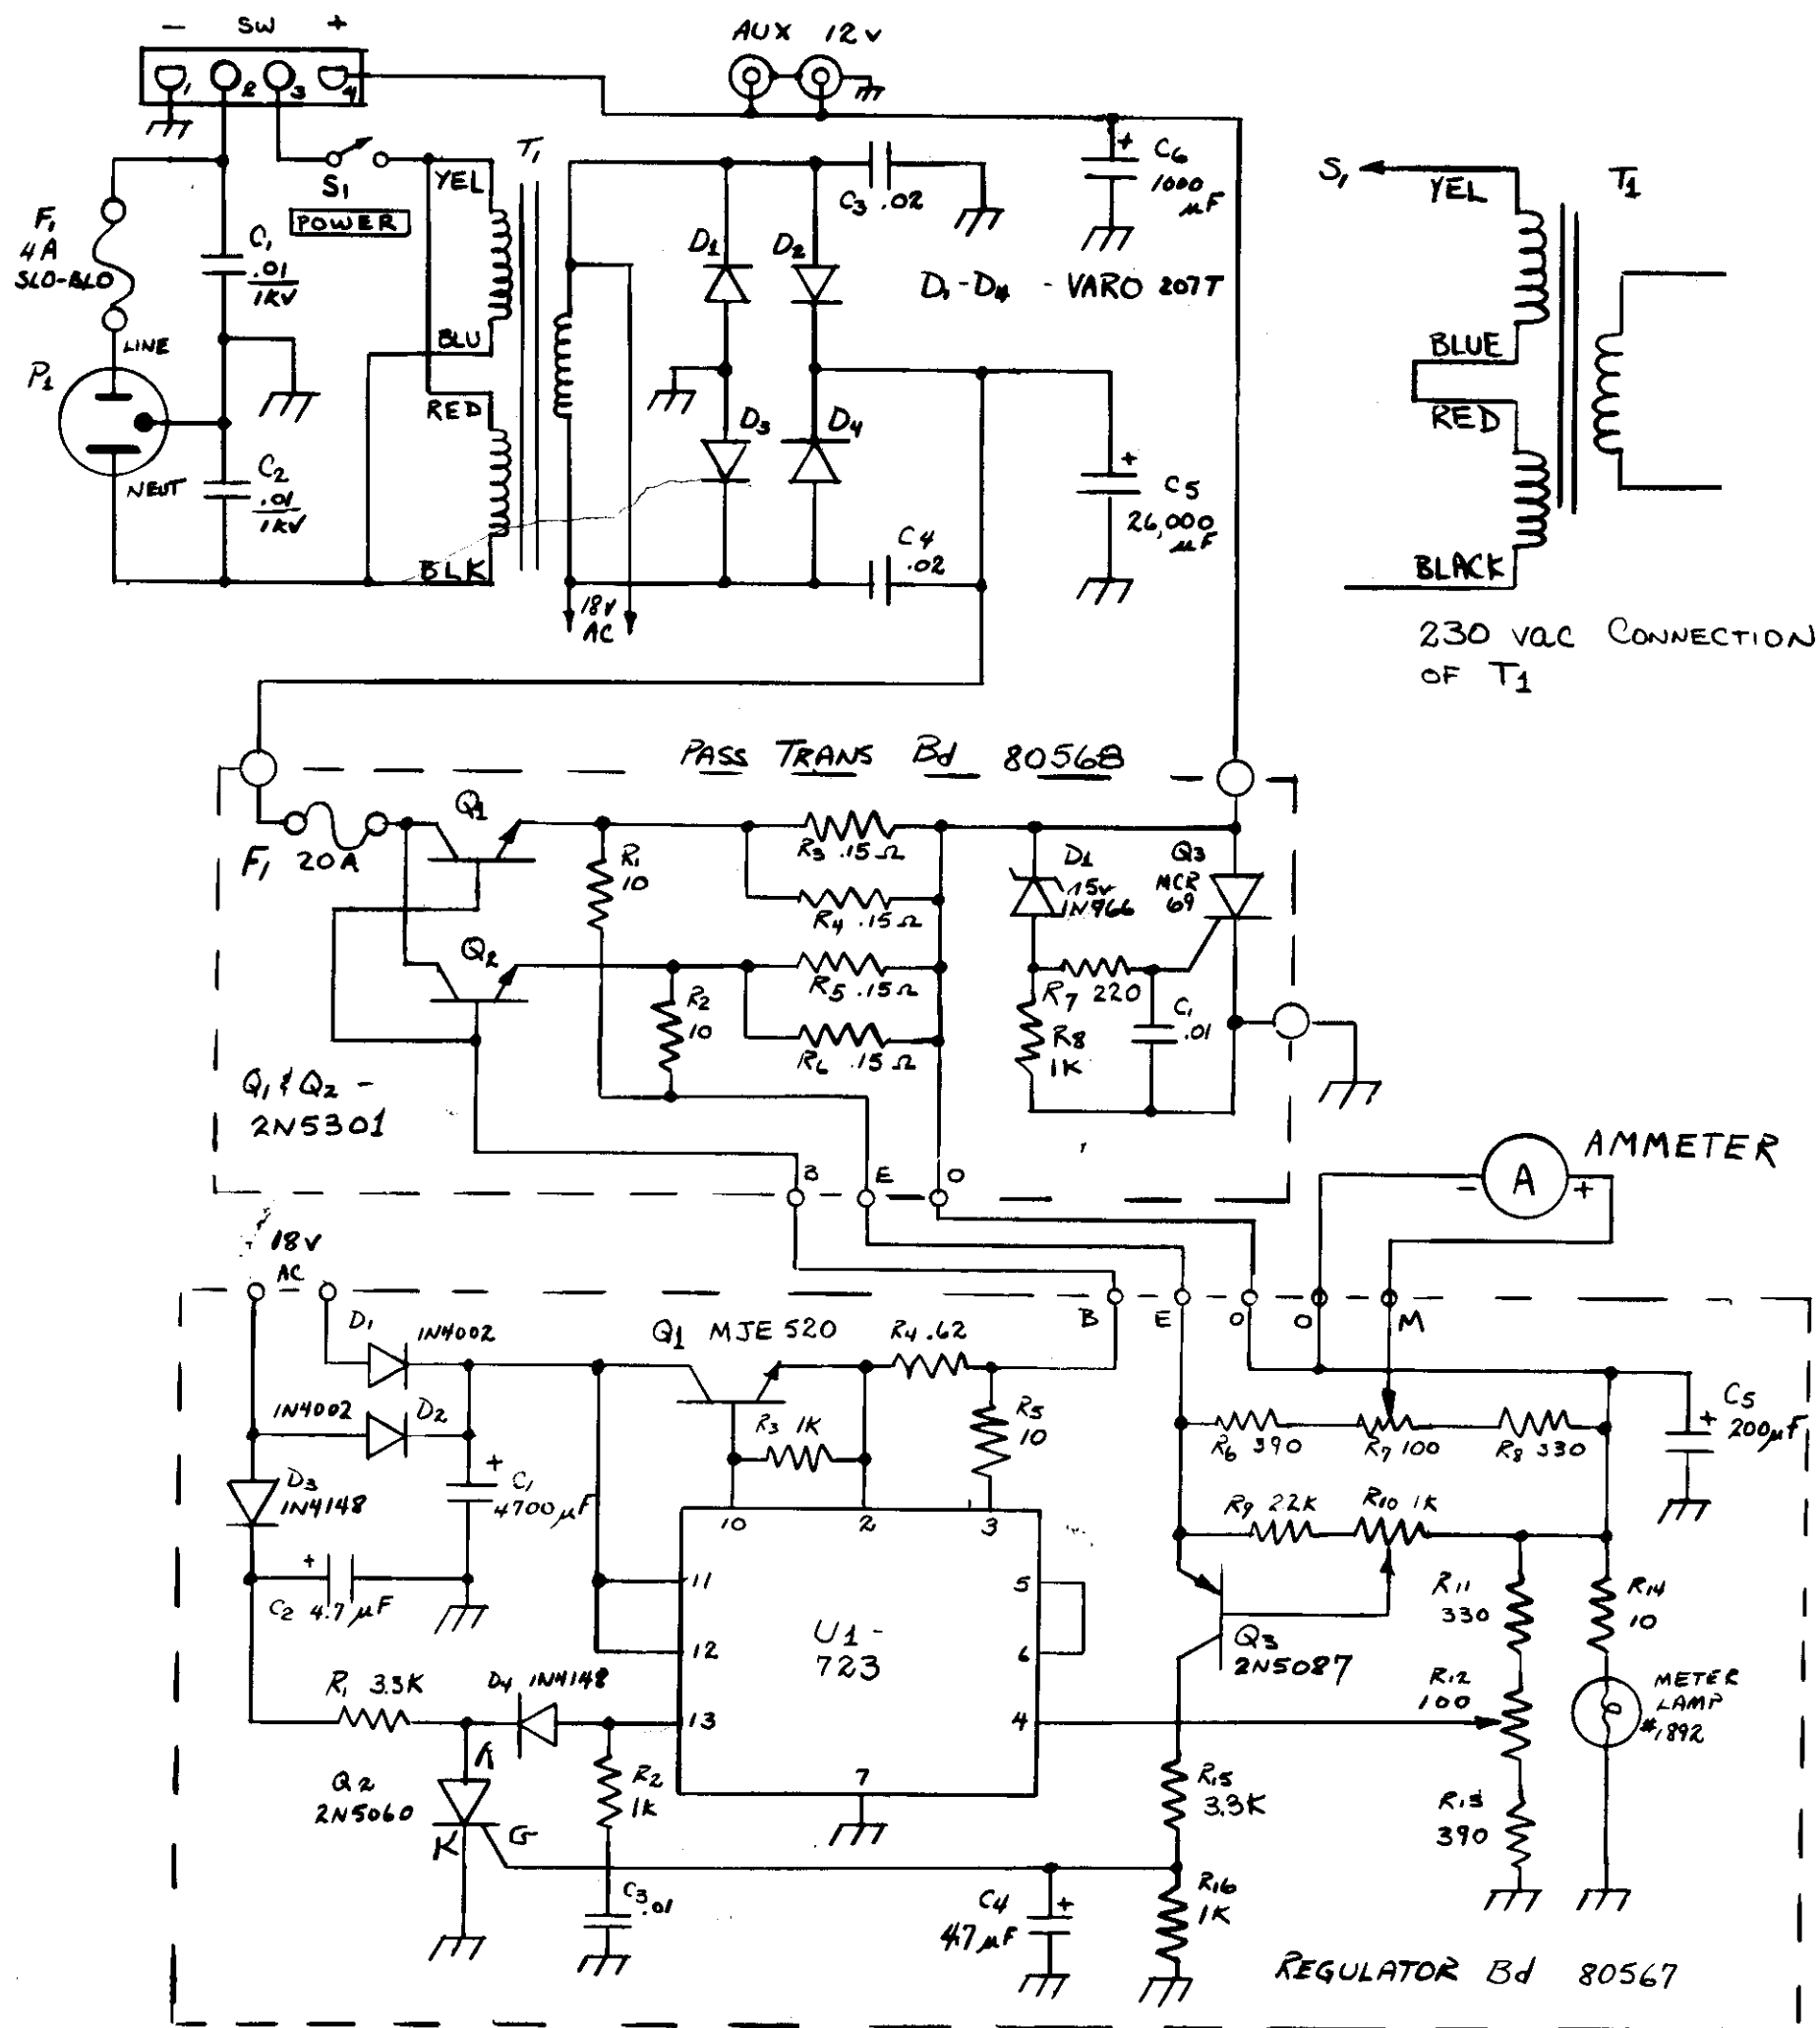 − SW +
1 2 3 4
AUX 12V
F1
4A
SLO-BLO
C1
.01
1KV
S1
POWER
YEL
T1
BLU
RED
BLK
P1
LINE
NEUT
C2
.01
1KV
18V
AC
D1
D2
D3
D4
C3 .02
C4
.02
D1-D4 - VARO 207T
+
C6
1000
µF
+
C5
26,000
µF
S1
YEL
T1
BLUE
RED
BLACK
230 VAC CONNECTION
OF T1
PASS TRANS Bd 80568
F1 20A
Q1
Q2
Q1 & Q2 -
2N5301
R1
10
R2
10
R3 .15Ω
R4 .15Ω
R5 .15Ω
R6 .15Ω
D1
15V
1N966
Q3
MCR
69
R7 220
R8
1K
C1
.01
B E O
AMMETER
− A +
18V
AC
D1 1N4002
1N4002 D2
D3
1N4148
+
C1
4700µF
+
C2 4.7µF
Q1 MJE520
R4 .62
R3 1K
R5
10
B E O O M
10 2 3
11
12
13
5
6
4
7
U1-
723
R1 3.3K
D4 1N4148
Q2
2N5060
A
K G
R2
1K
C3
.01
C4
47µF
+
R6 390
R7 100
R8 330
C5
200µF
+
R9 22K
R10 1K
Q3
2N5087
R11
330
R12
100
R13
390
R14
10
METER
LAMP
#1892
R15
3.3K
R16
1K
REGULATOR Bd 80567